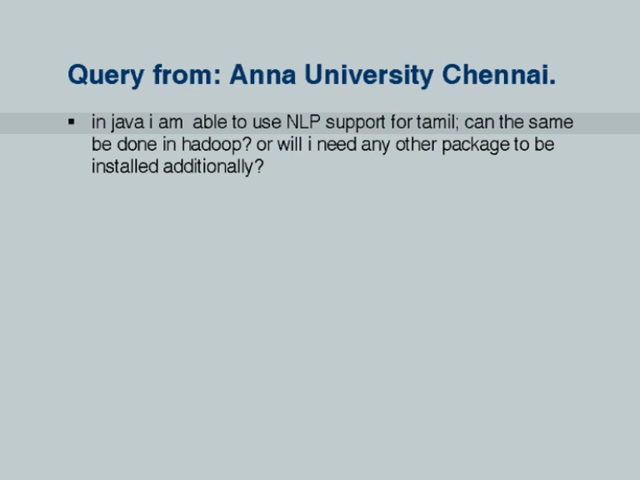 Query from: Anna University Chennai.
▪ in java i am  able to use NLP support for tamil; can the same
be done in hadoop? or will i need any other package to be
installed additionally?